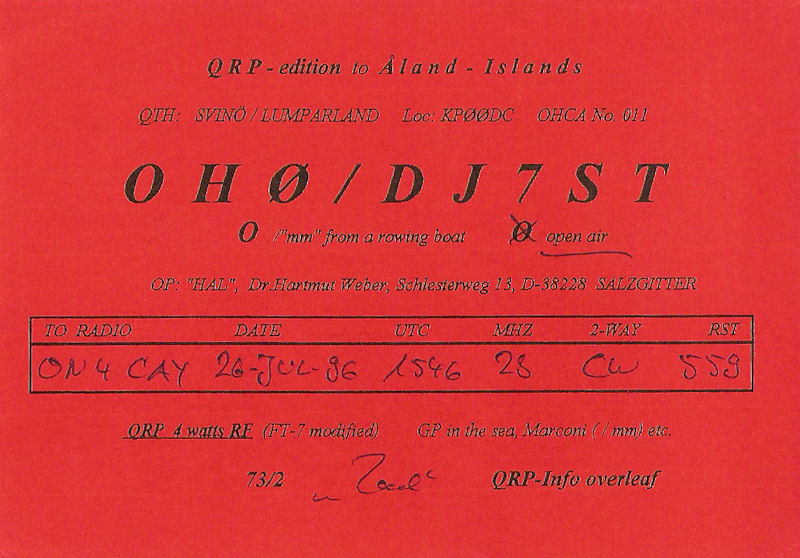 QRP - edition to Åland - Islands
QTH: SVINÖ / LUMPARLAND Loc: KPØØDC OHCA No. 011
OHØ/DJ7ST
O /"mm" from a rowing boat Ø open air
OP: "HAL", Dr.Hartmut Weber, Schlesierweg 13, D-38228 SALZGITTER
TO RADIO DATE UTC MHZ 2-WAY RST
ON4CAY 26-JUL-96 1546 28 CW 559
QRP 4 watts RF (FT-7 modified) GP in the sea, Marconi ( / mm) etc.
73/2 QRP-Info overleaf